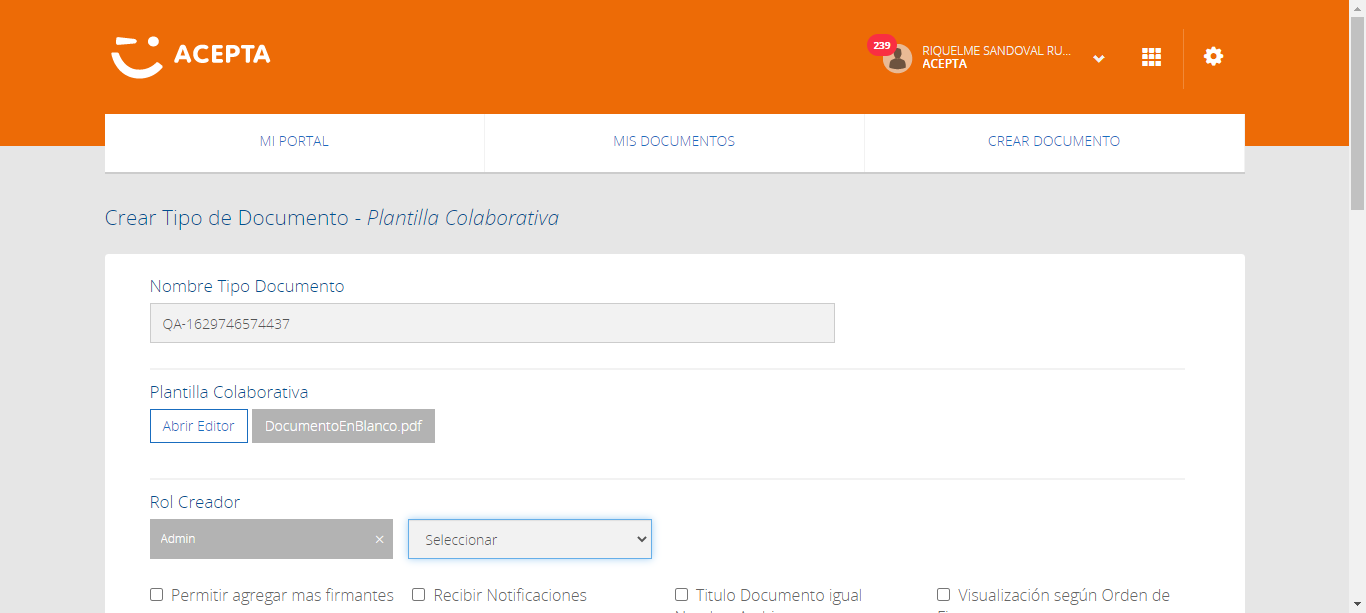 ACEPTA
239
RIQUELME SANDOVAL RU...
ACEPTA
MI PORTAL
MIS DOCUMENTOS
CREAR DOCUMENTO
Crear Tipo de Documento - Plantilla Colaborativa
Nombre Tipo Documento
QA-1629746574437
Plantilla Colaborativa
Abrir Editor
DocumentoEnBlanco.pdf
Rol Creador
Admin ×
Seleccionar
Permitir agregar mas firmantes
Recibir Notificaciones
Titulo Documento igual
Visualización según Orden de